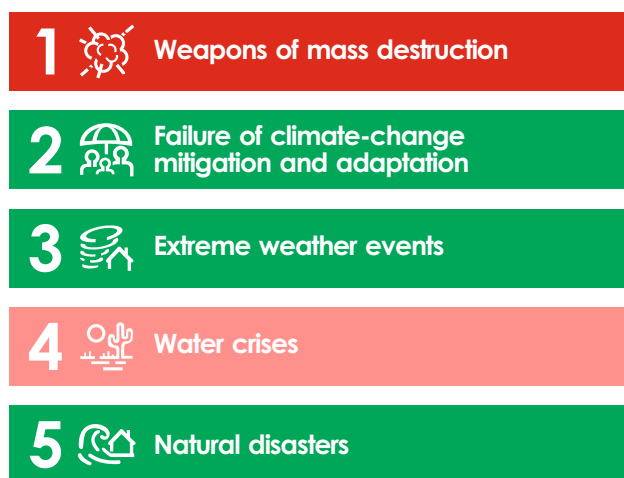 1 Weapons of mass destruction
2 Failure of climate-change
mitigation and adaptation
3 Extreme weather events
4 Water crises
5 Natural disasters